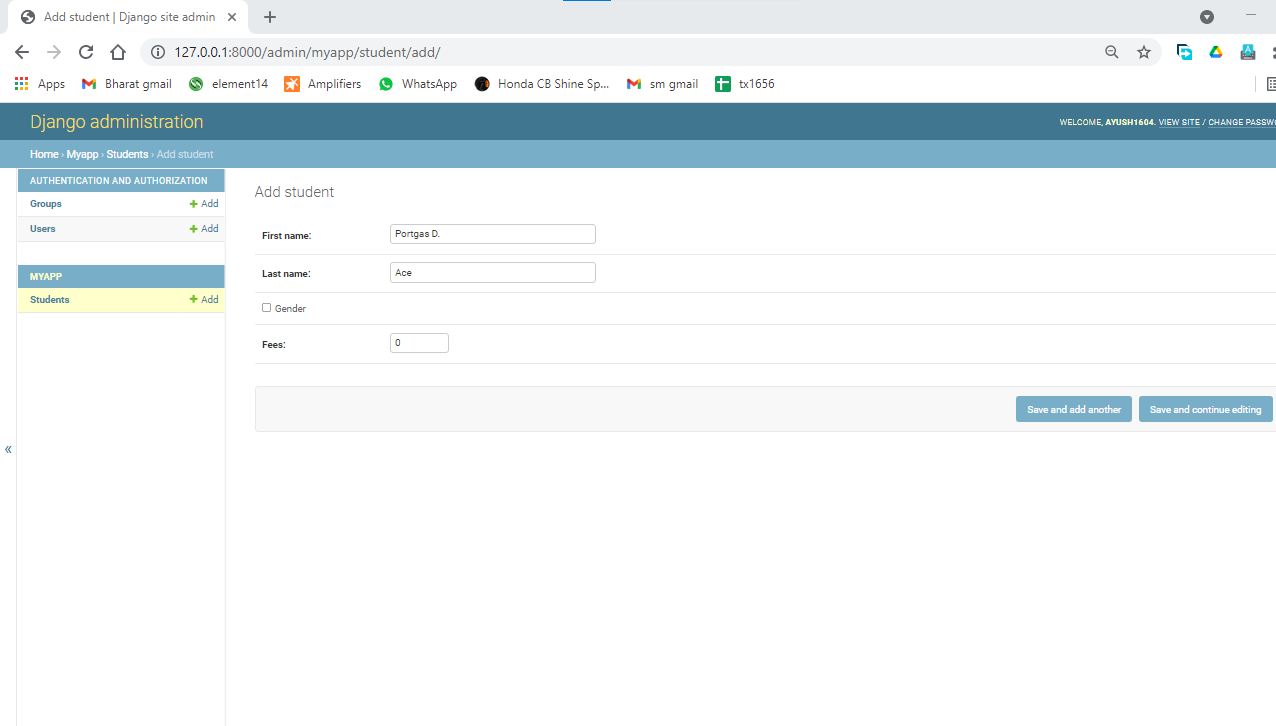 Add student | Django site admin
127.0.0.1:8000/admin/myapp/student/add/
Apps Bharat gmail element14 Amplifiers WhatsApp Honda CB Shine Sp... sm gmail tx1656
Django administration
WELCOME, AYUSH1604. VIEW SITE / CHANGE PASSWO
Home › Myapp › Students › Add student
AUTHENTICATION AND AUTHORIZATION
Groups + Add
Users + Add
MYAPP
Students + Add
«
Add student
First name: Portgas D.
Last name: Ace
Gender
Fees: 0
Save and add another Save and continue editing